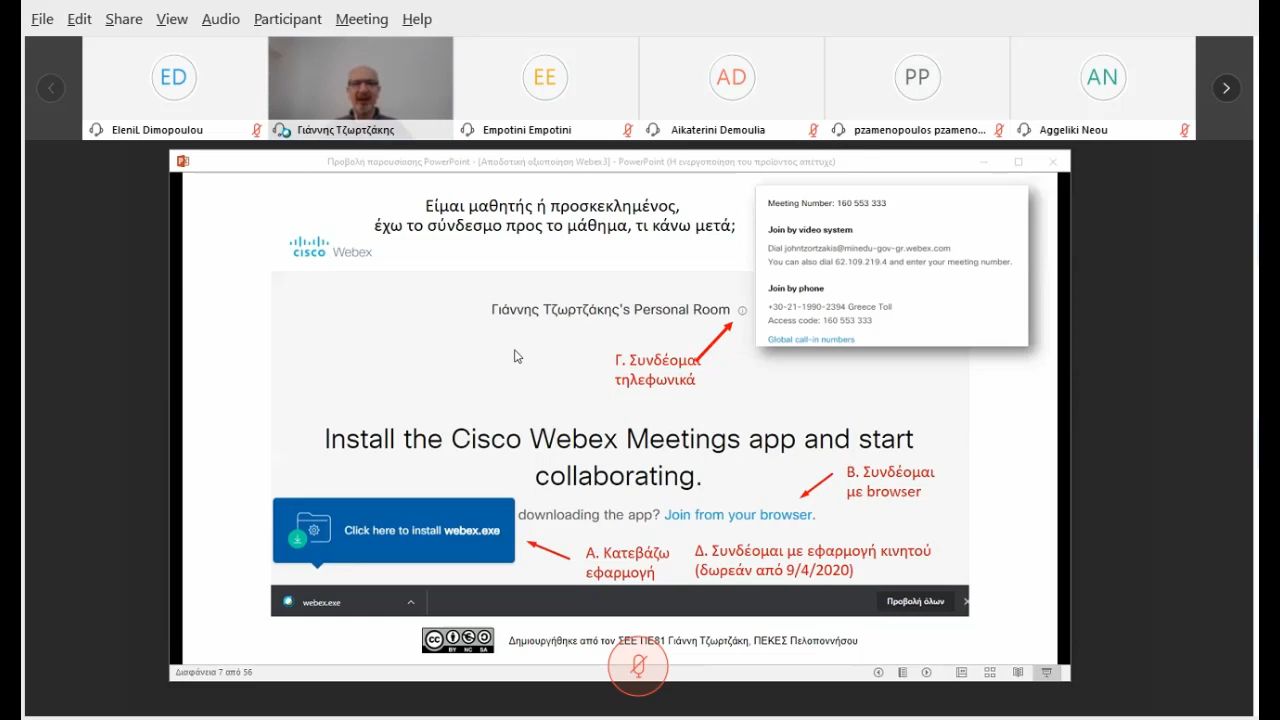 File Edit Share View Audio Participant Meeting Help
ED EE AD PP AN
EleniL Dimopoulou Γιάννης Τζωρτζάκης Empotini Empotini Aikaterini Demoulia pzamenopoulos pzameno... Aggeliki Neou
Προβολή παρουσίασης PowerPoint - [Αποδοτική αξιοποίηση Webex3] - PowerPoint (Η ενεργοποίηση του προϊόντος απέτυχε)
Είμαι μαθητής ή προσκεκλημένος,
έχω το σύνδεσμο προς το μάθημα, τι κάνω μετά;
CISCO Webex
Meeting Number: 160 553 333
Join by video system
Dial johntzortzakis@minedu-gov-gr.webex.com
You can also dial 62.109.219.4 and enter your meeting number.
Join by phone
+30-21-1990-2394 Greece Toll
Access code: 160 553 333
Global call-in numbers
Γιάννης Τζωρτζάκης's Personal Room
Γ. Συνδέομαι
τηλεφωνικά
Install the Cisco Webex Meetings app and start
collaborating.
Β. Συνδέομαι
με browser
downloading the app? Join from your browser.
Click here to install webex.exe
Α. Κατεβάζω
εφαρμογή
Δ. Συνδέομαι με εφαρμογή κινητού
(δωρεάν από 9/4/2020)
webex.exe
Προβολή όλων
CC BY NC SA
Δημιουργήθηκε από τον ΣΕΕ ΠΕ81 Γιάννη Τζωρτζάκη, ΠΕΚΕΣ Πελοποννήσου
Διαφάνεια 7 από 56